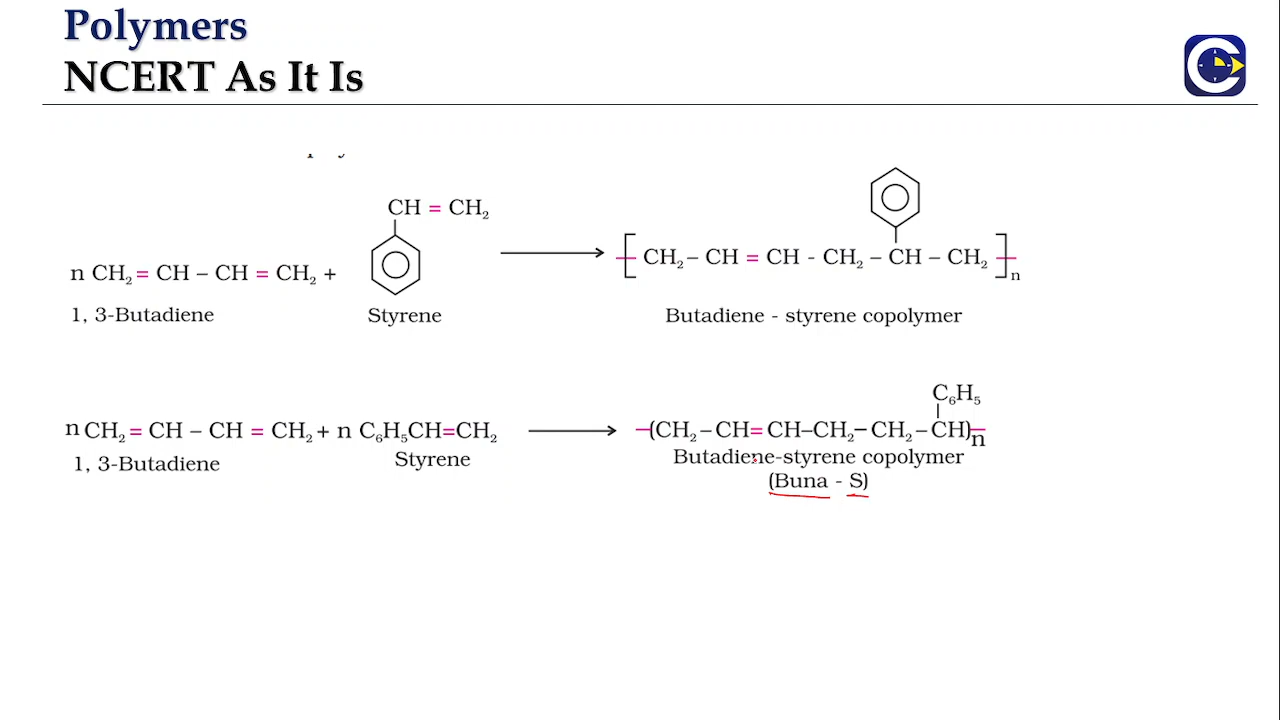 Polymers
NCERT As It Is
CH = CH₂
n CH₂ = CH – CH = CH₂ +
CH₂ – CH = CH - CH₂ – CH – CH₂
n
1, 3-Butadiene
Styrene
Butadiene - styrene copolymer
C₆H₅
n CH₂ = CH – CH = CH₂ + n C₆H₅CH=CH₂
–(CH₂ – CH=CH–CH₂– CH₂ – CH)n
1, 3-Butadiene
Styrene
Butadiene-styrene copolymer
(Buna - S)